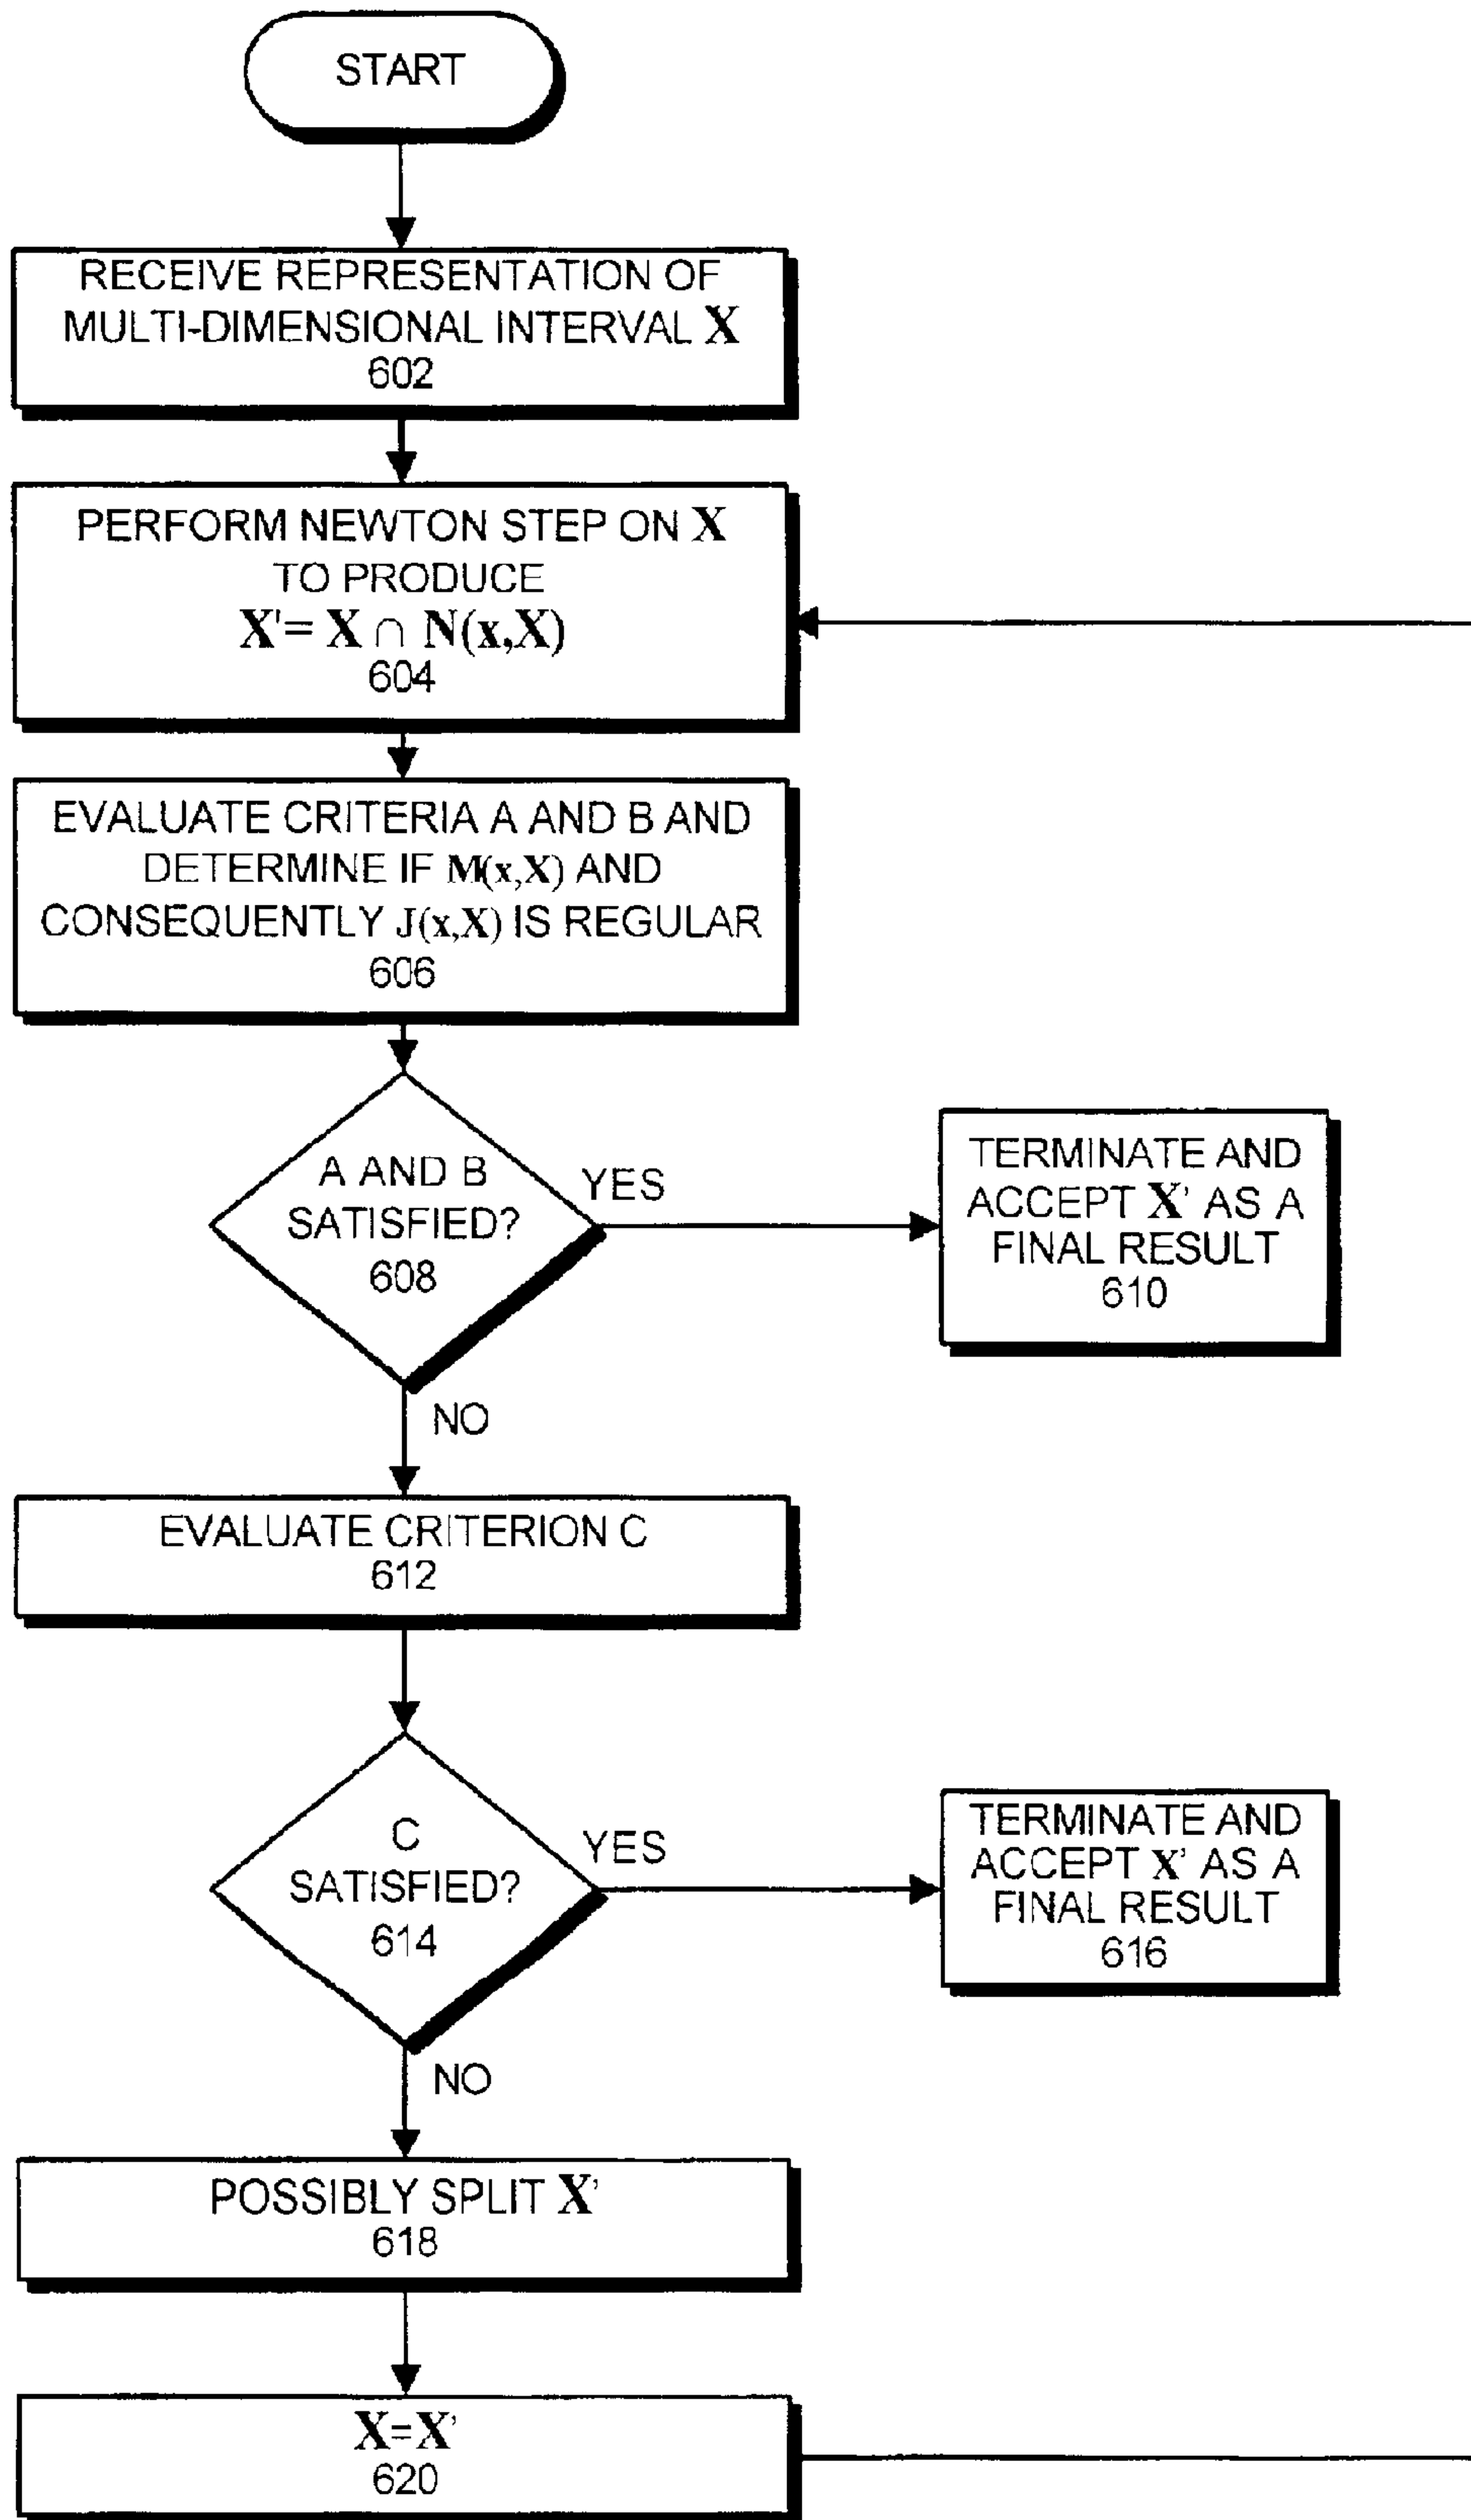 START
RECEIVE REPRESENTATION OF
MULTI-DIMENSIONAL INTERVAL X
602
PERFORM NEWTON STEP ON X
TO PRODUCE
X'= X ∩ N(x,X)
604
EVALUATE CRITERIA A AND B AND
DETERMINE IF M(x,X) AND
CONSEQUENTLY J(x,X) IS REGULAR
606
A AND B
SATISFIED?
608
YES
TERMINATE AND
ACCEPT X' AS A
FINAL RESULT
610
NO
EVALUATE CRITERION C
612
C
SATISFIED?
614
YES
TERMINATE AND
ACCEPT X' AS A
FINAL RESULT
616
NO
POSSIBLY SPLIT X'
618
X=X'
620